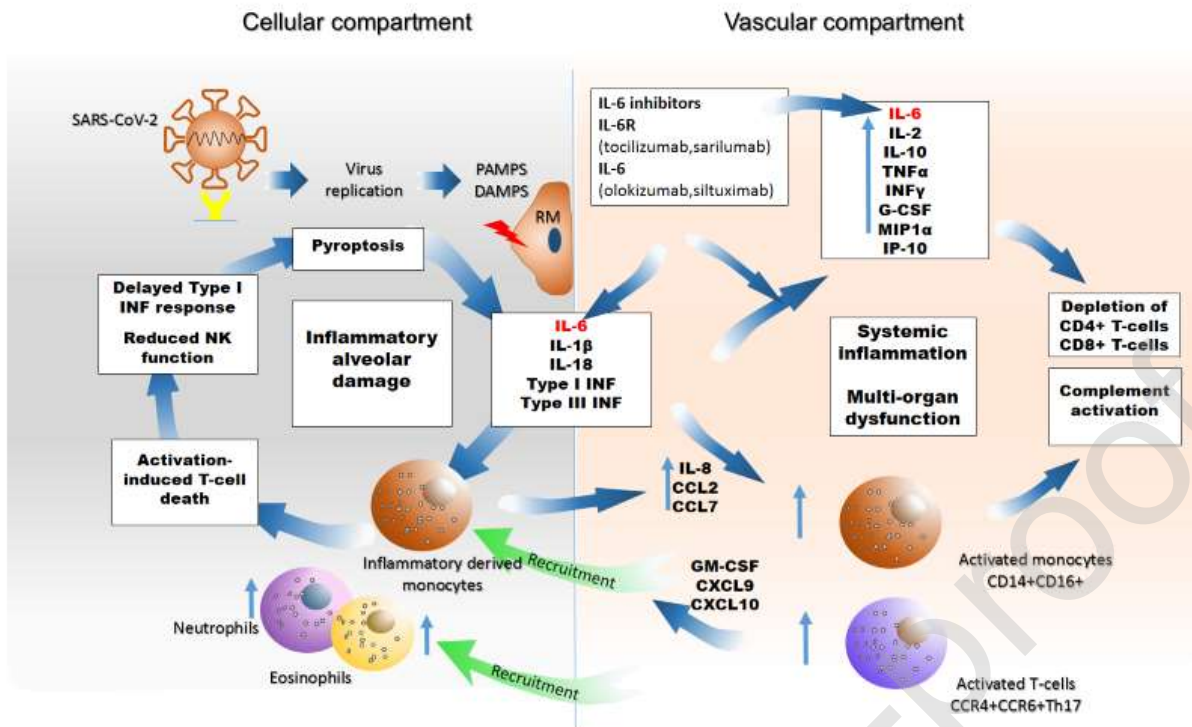 Cellular compartment
Vascular compartment
SARS-CoV-2
Virus
replication
PAMPS
DAMPS
RM
Pyroptosis
Delayed Type I
INF response
Reduced NK
function
Inflammatory
alveolar
damage
IL-6
IL-1β
IL-18
Type I INF
Type III INF
Activation-
induced T-cell
death
Inflammatory derived
monocytes
Neutrophils
Eosinophils
Recruitment
Recruitment
IL-6 inhibitors
IL-6R
(tocilizumab,sarilumab)
IL-6
(olokizumab,siltuximab)
IL-6
IL-2
IL-10
TNFα
INFγ
G-CSF
MIP1α
IP-10
Systemic
inflammation
Multi-organ
dysfunction
Depletion of
CD4+ T-cells
CD8+ T-cells
Complement
activation
IL-8
CCL2
CCL7
GM-CSF
CXCL9
CXCL10
Activated monocytes
CD14+CD16+
Activated T-cells
CCR4+CCR6+Th17
proof